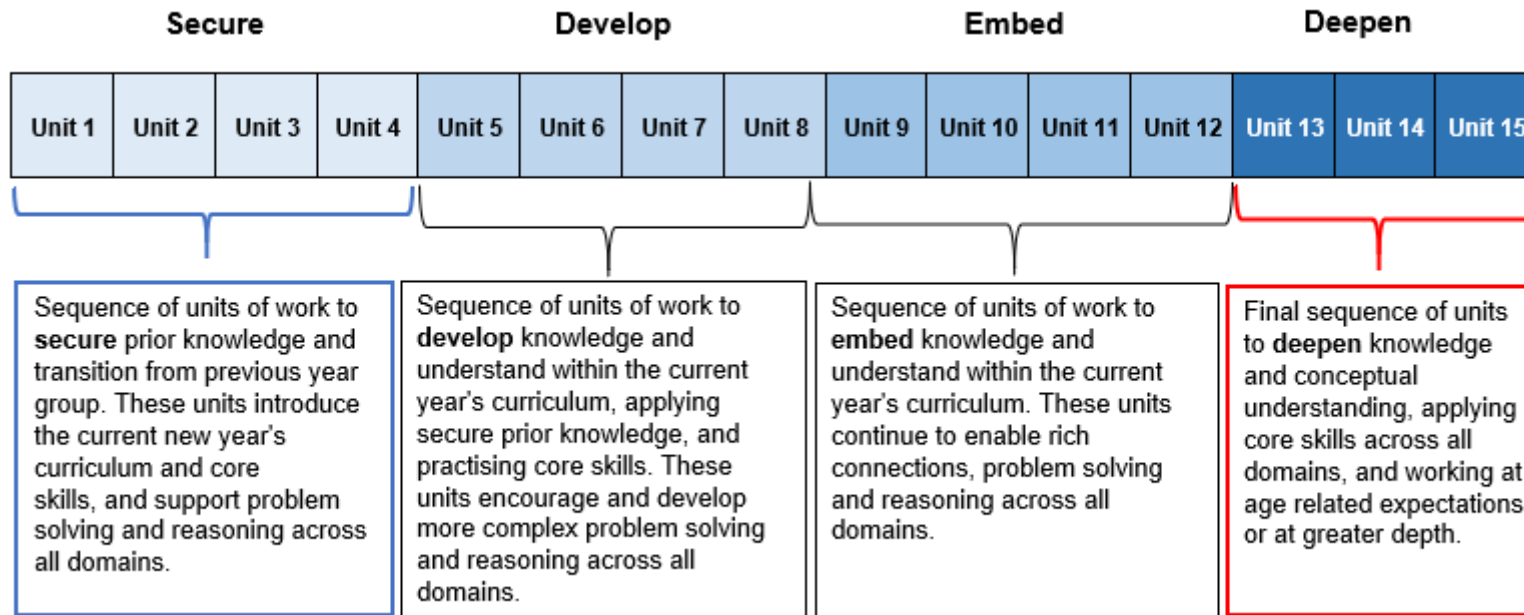 Secure
Develop
Embed
Deepen
Unit 1
Unit 2
Unit 3
Unit 4
Unit 5
Unit 6
Unit 7
Unit 8
Unit 9
Unit 10
Unit 11
Unit 12
Unit 13
Unit 14
Unit 15
Sequence of units of work to
secure prior knowledge and
transition from previous year
group. These units introduce
the current new year's
curriculum and core
skills, and support problem
solving and reasoning across
all domains.
Sequence of units of work to
develop knowledge and
understand within the current
year's curriculum, applying
secure prior knowledge, and
practising core skills. These
units encourage and develop
more complex problem solving
and reasoning across all
domains.
Sequence of units of work to
embed knowledge and
understand within the current
year's curriculum. These units
continue to enable rich
connections, problem solving
and reasoning across all
domains.
Final sequence of units
to deepen knowledge
and conceptual
understanding, applying
core skills across all
domains, and working at
age related expectations
or at greater depth.